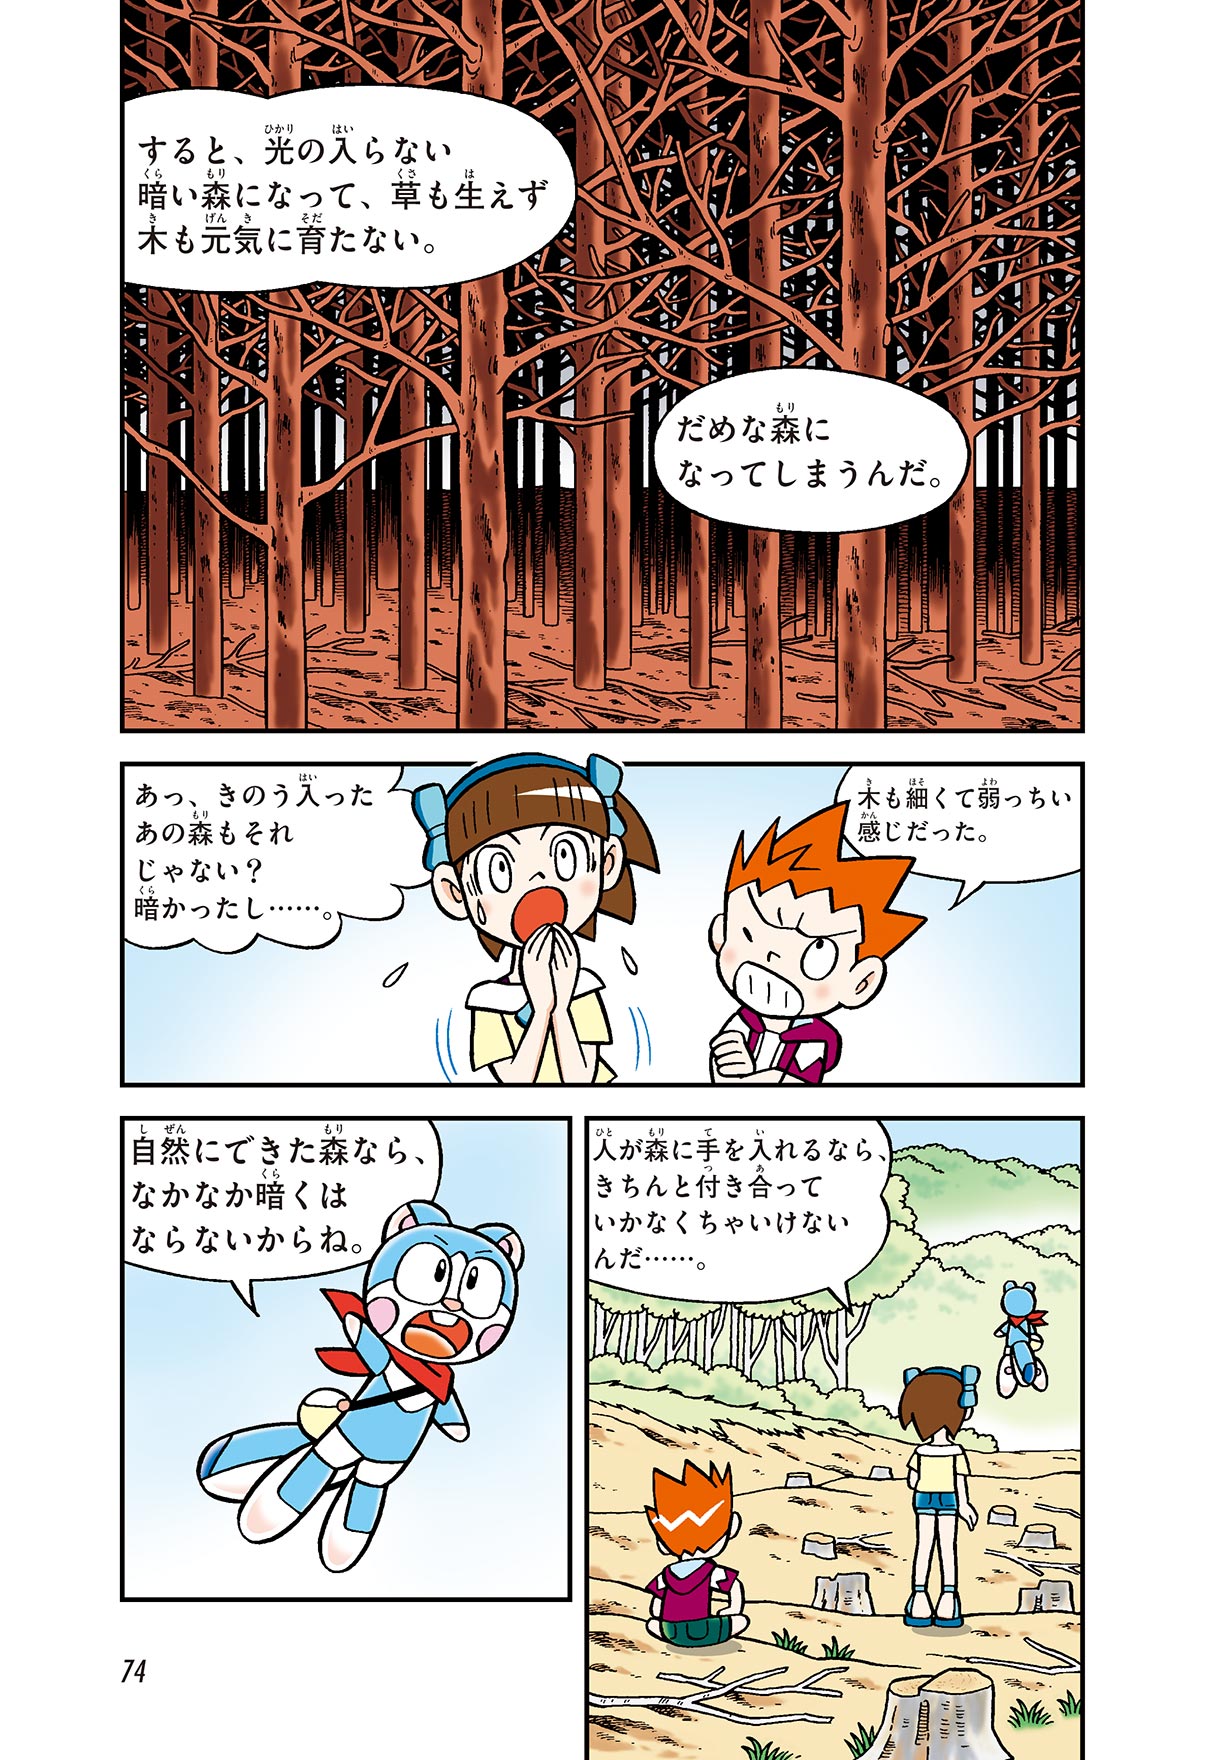 すると、光の入らない
暗い森になって、草も生えず
木も元気に育たない。
だめな森に
なってしまうんだ。
あっ、きのう入った
あの森もそれ
じゃない？
暗かったし……。
木も細くて弱っちい
感じだった。
自然にできた森なら、
なかなか暗くは
ならないからね。
人が森に手を入れるなら、
きちんと付き合って
いかなくちゃいけない
んだ……。
74